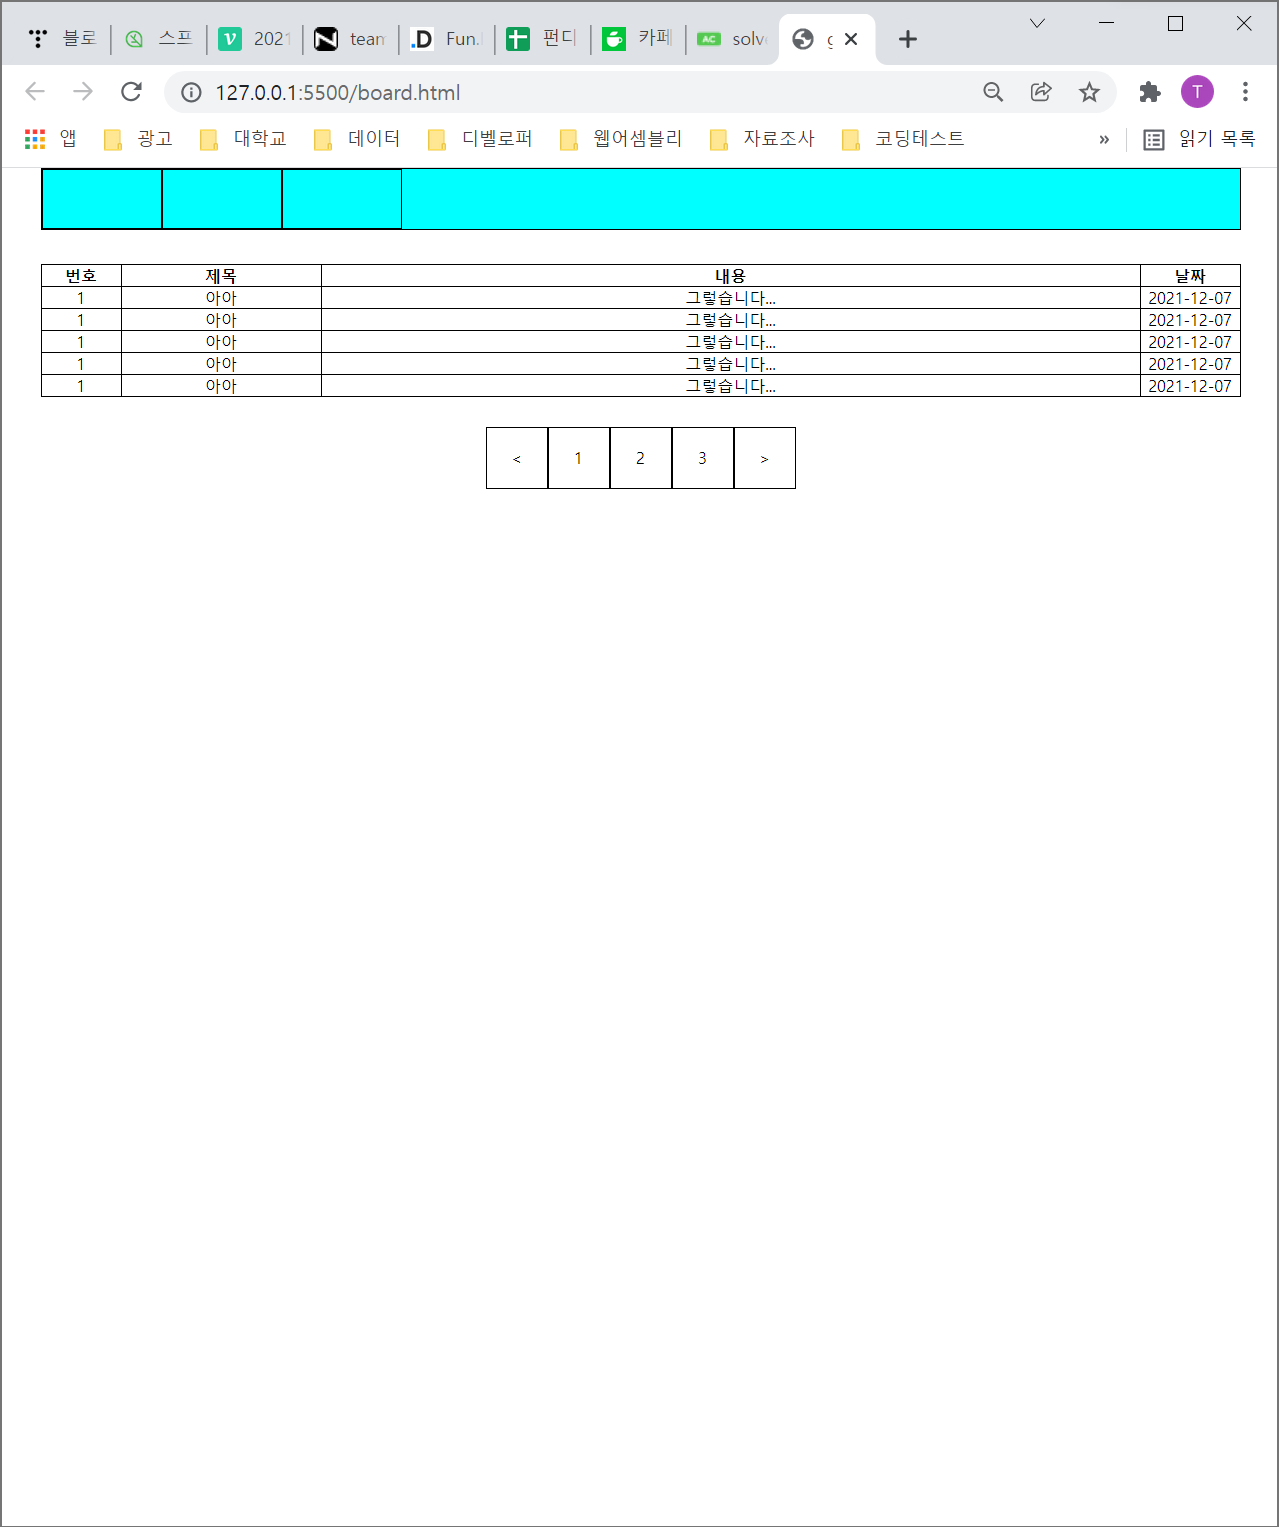 블로 스프 2021 team Fun. 펀디 카페 solve g
127.0.0.1:5500/board.html
앱 광고 대학교 데이터 디벨로퍼 웹어셈블리 자료조사 코딩테스트 » 읽기 목록
번호 제목 내용 날짜
1 아아 그렇습니다... 2021-12-07
1 아아 그렇습니다... 2021-12-07
1 아아 그렇습니다... 2021-12-07
1 아아 그렇습니다... 2021-12-07
1 아아 그렇습니다... 2021-12-07
< 1 2 3 >